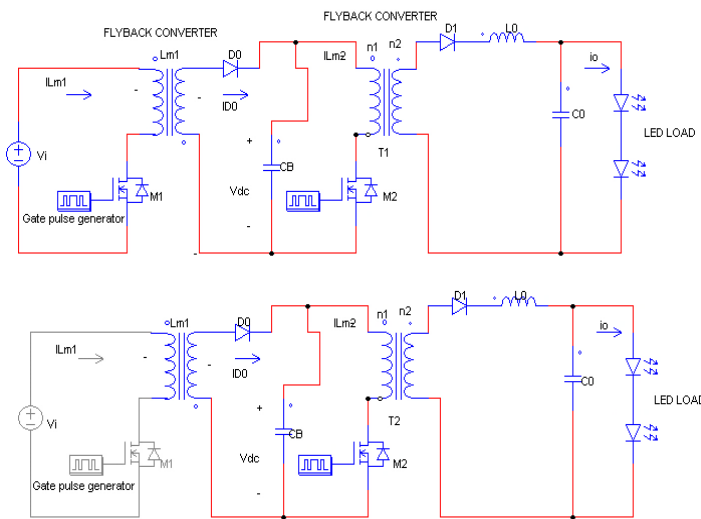 FLYBACK CONVERTER
FLYBACK CONVERTER
Lm1
D0
ILm2
n1
n2
D1
L0
ILm1
-
-
ID0
io
Vi
+
CB
T1
C0
LED LOAD
M1
Vdc
M2
Gate pulse generator
-
-
Lm1
D0
ILm2
n1
n2
D1
L0
ILm1
-
-
ID0
io
Vi
+
CB
T2
C0
LED LOAD
M1
Vdc
M2
Gate pulse generator
-
-